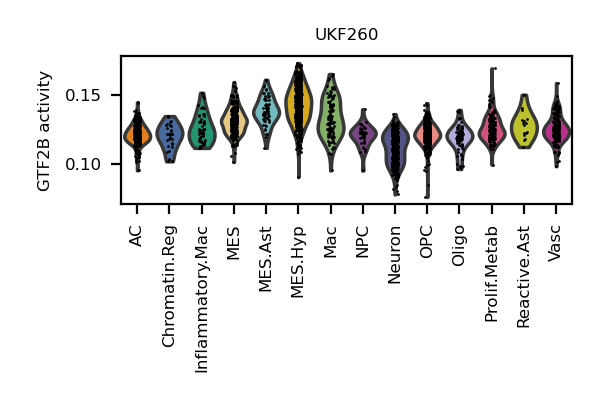 UKF260
GTF2B activity
0.15
0.10
AC
Chromatin.Reg
Inflammatory.Mac
MES
MES.Ast
MES.Hyp
Mac
NPC
Neuron
OPC
Oligo
Prolif.Metab
Reactive.Ast
Vasc